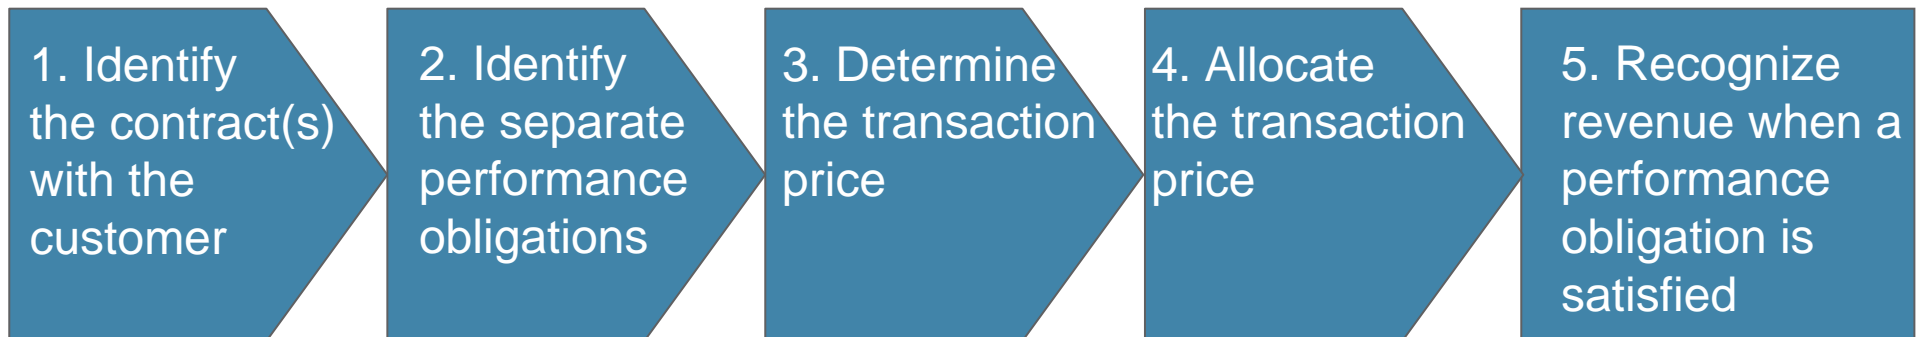 1. Identify
the contract(s)
with the
customer
2. Identify
the separate
performance
obligations
3. Determine
the transaction
price
4. Allocate
the transaction
price
5. Recognize
revenue when a
performance
obligation is
satisfied